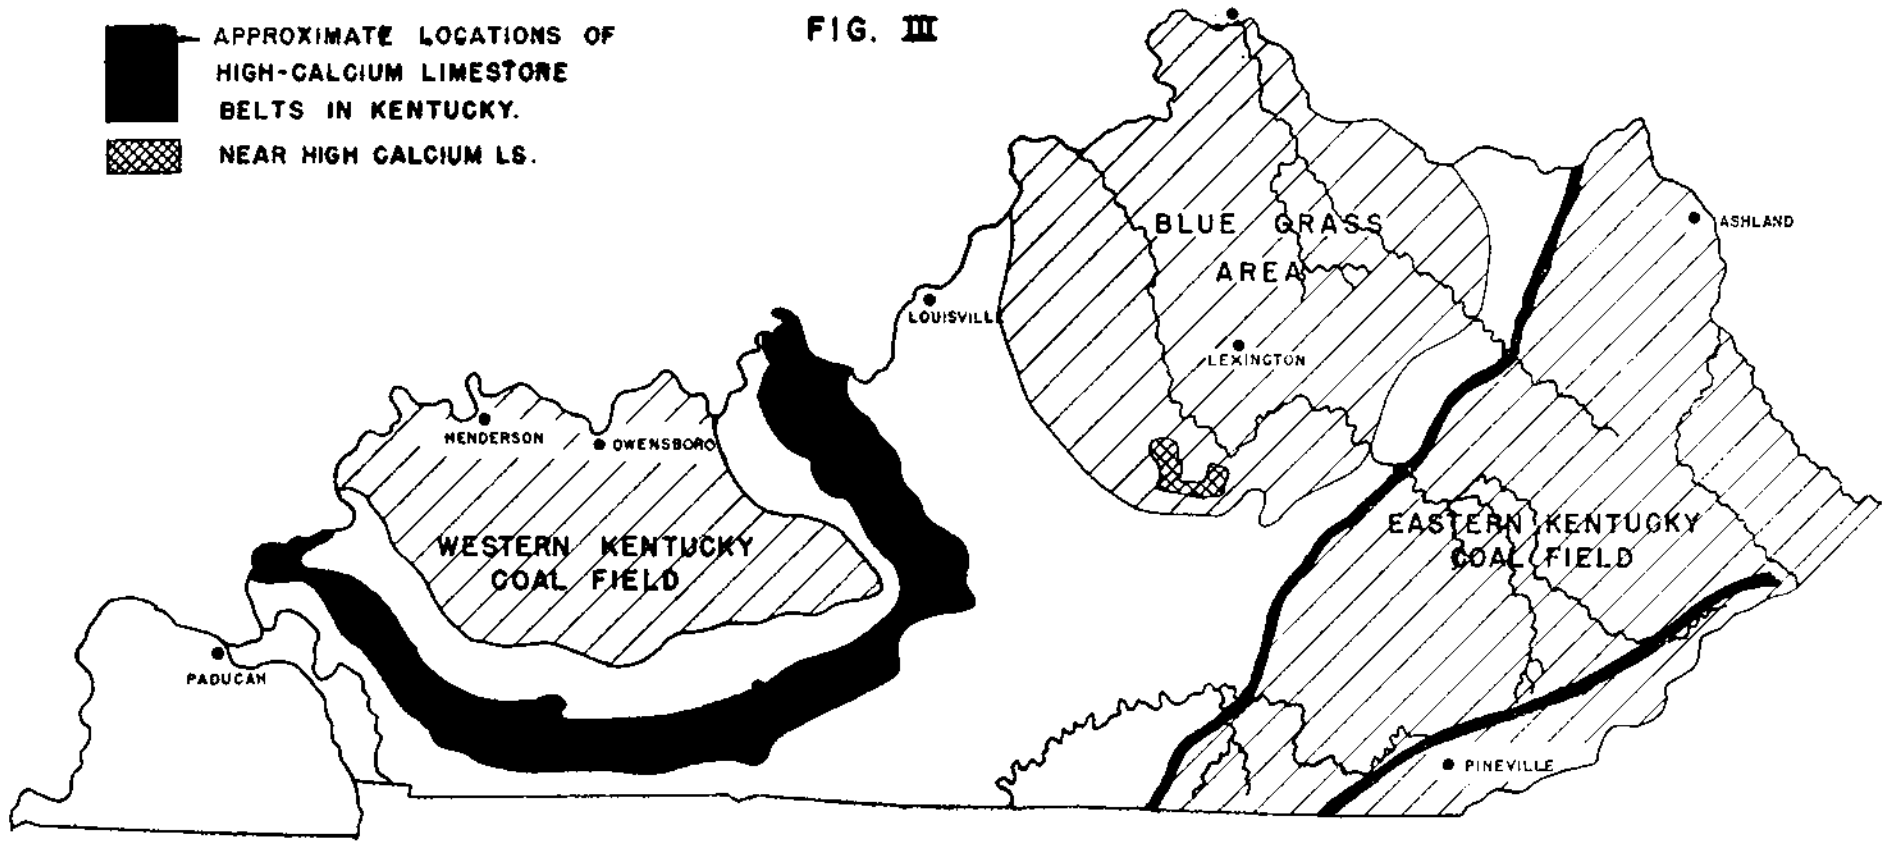 FIG. III
APPROXIMATE LOCATIONS OF
HIGH-CALCIUM LIMESTONE
BELTS IN KENTUCKY.
NEAR HIGH CALCIUM LS.
BLUE GRASS
AREA
ASHLAND
LOUISVILLE
LEXINGTON
HENDERSON
OWENSBORO
WESTERN KENTUCKY
COAL FIELD
EASTERN KENTUCKY
COAL FIELD
PADUCAH
PINEVILLE